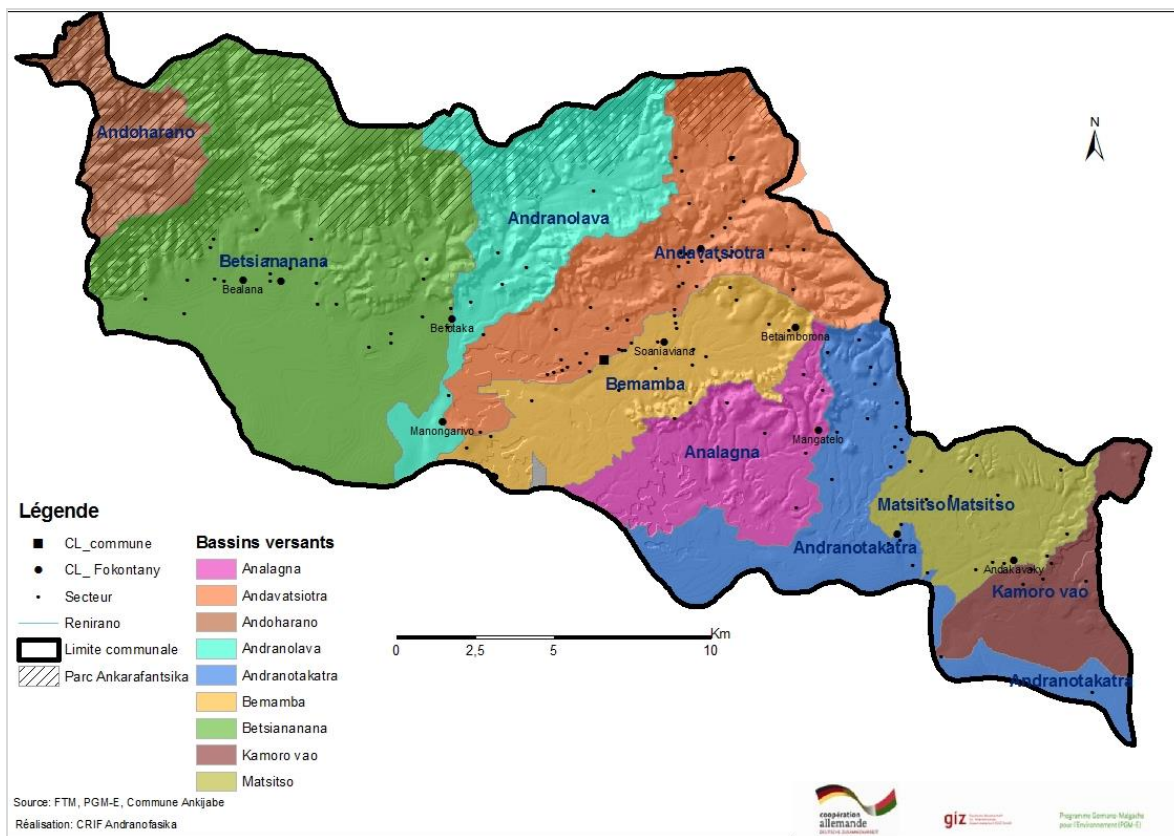 N
Andoharano
Andranolava
Andavatsiotra
Betsiananana
Bealana
Befotaka
Soaniaviana
Betaimborona
Bemamba
Manongarivo
Mangatelo
Analagna
Matsitso Matsitso
Andranotakatra
Andakavaky
Kamoro vao
Andranotakatra
Légende
CL_commune
CL_ Fokontany
Secteur
Renirano
Limite communale
Parc Ankarafantsika
Bassins versants
Analagna
Andavatsiotra
Andoharano
Andranolava
Andranotakatra
Bemamba
Betsiananana
Kamoro vao
Matsitso
Km
0 2,5 5 10
Source: FTM, PGM-E, Commune Ankijabe
Réalisation: CRIF Andranofasika
coopération
allemande
DEUTSCHE ZUSAMMENARBEIT
giz
Programme Germano-Malgache
pour l'Environnement (PGM-E)